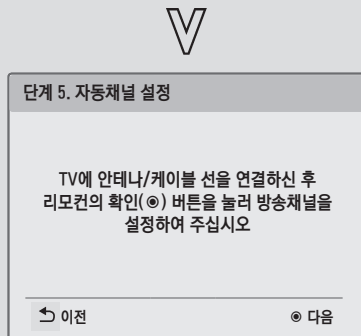 단계 5. 자동채널 설정
TV에 안테나/케이블 선을 연결하신 후
리모컨의 확인(◉) 버튼을 눌러 방송채널을
설정하여 주십시오
이전
◉ 다음